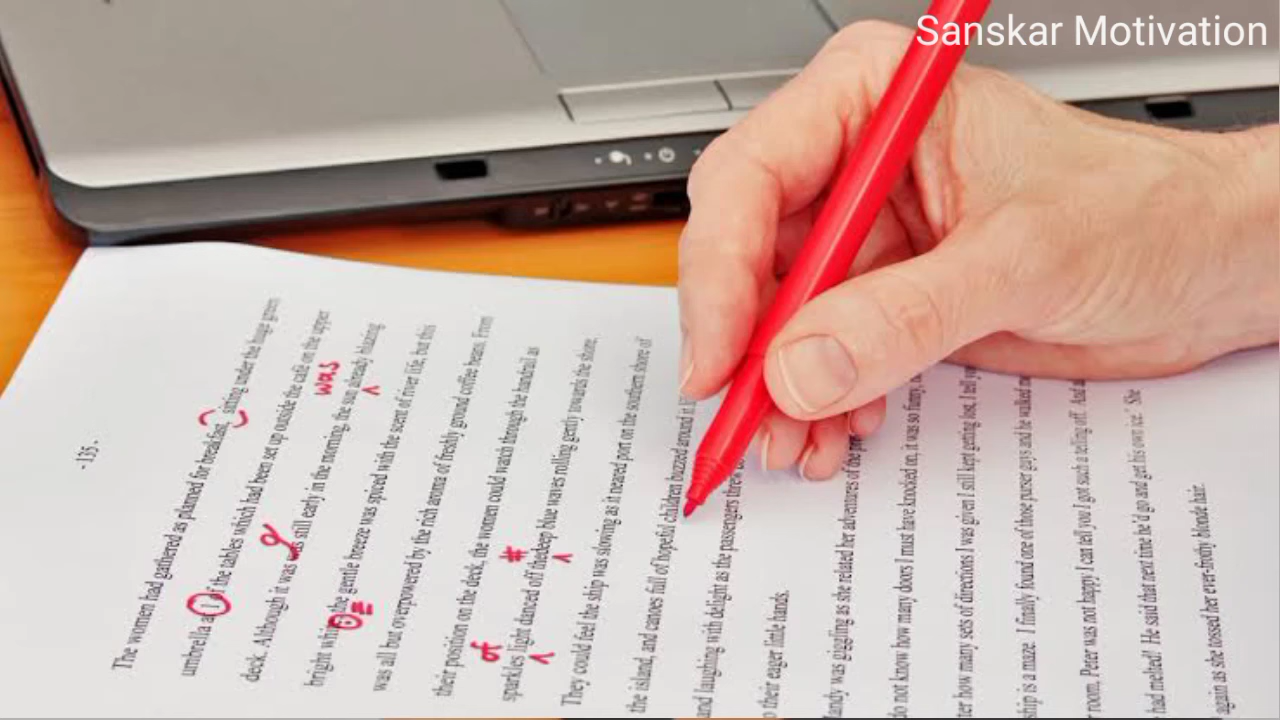 Sanskar Motivation
-135-
The women had gathered as planned for breakfast, sitting under the huge green
umbrella at 1 of the tables which had been set up outside the café on the upper
was
deck. Although it was still early in the morning, the sun already blazing
bright the gentle breeze was spiced with the scent of river life, but this
was all but overpowered by the rich aroma of freshly ground coffee beans. From
their position on the deck, the women could watch through the handrail as
#
of
sparkles light danced off thedeep blue waves rolling gently towards the shore.
They could feel the ship was slowing as it neared port on the southern shore of
the island, and canoes full of hopeful children buzzed around it
and laughing with delight as the passengers threw
their eager little hands.
was giggling as she related her adventures of the
do not know how many doors I must have knocked on, it was so funny,
how many sets of directions I was given I still kept getting lost, I tell
ship is a maze. I finally found one of those purser guys and he walked
room, Peter was not happy I can tell you I got such a telling off. And
had melted! He said that next time he'd go and get his own ice.' She
again as she tossed her ever-frothy blonde hair.